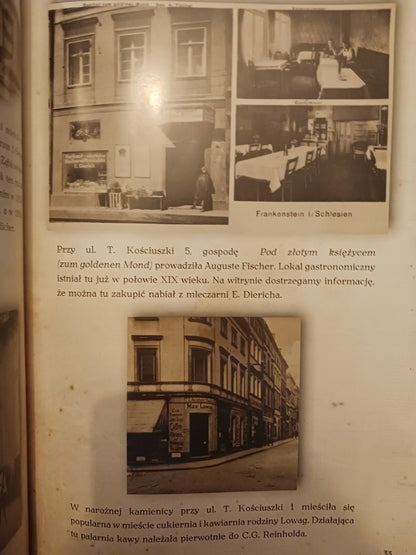 Frankenstein i. Schlesien
Przy ul. T. Kościuszki 5, gospodę Pod złotym księżycem
(zum goldenen Mond) prowadziła Auguste Fischer. Lokal gastronomiczny
istniał tu już w połowie XIX wieku. Na witrynie dostrzegamy informację,
że można tu zakupić nabiał z mleczarni E. Diericha.
Max Lowag
W narożnej kamienicy przy ul. T. Kościuszki 1 mieściła się
popularna w mieście cukiernia i kawiarnia rodziny Lowag. Działająca
tu palarnia kawy należała pierwotnie do C.G. Reinholda.